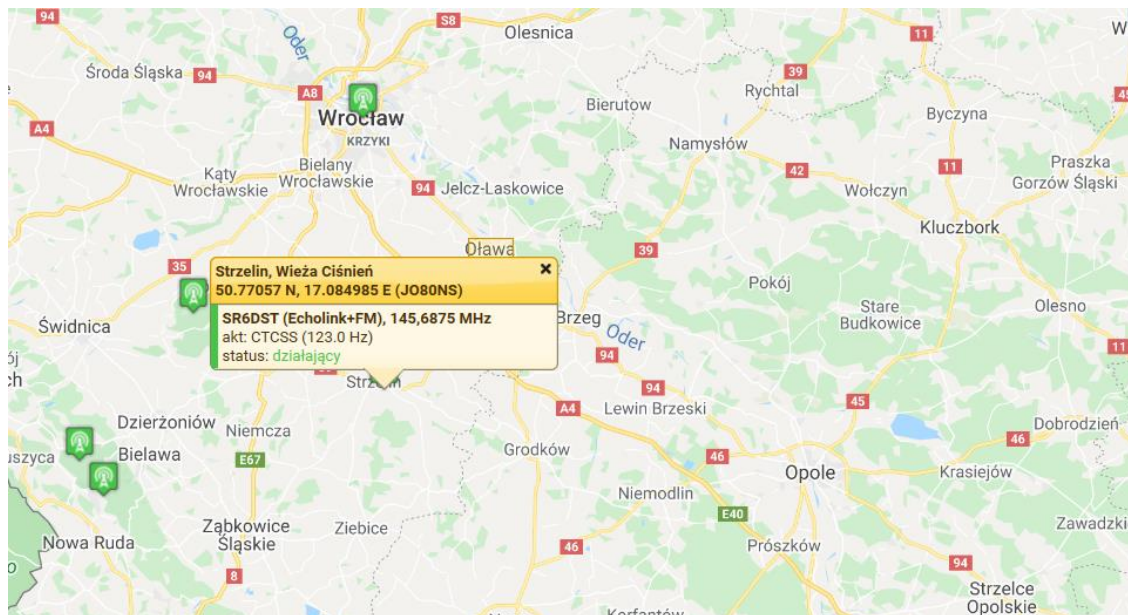 94
S8
Olesnica
Oder
11
Środa Śląska
94
39
Rychtal
A8
Bierutow
Byczyna
Wrocław
KRZYKI
A4
Namysłów
Kąty
Wrocławskie
Bielany
Wrocławskie
94
Jelcz-Laskowice
42
Wołczyn
11
Praszka
Gorzów Śląski
Kluczbork
Oława
39
35
Strzelin, Wieża Ciśnień
50.77057 N, 17.084985 E (JO80NS)
SR6DST (Echolink+FM), 145,6875 MHz
akt: CTCSS (123.0 Hz)
status: działający
Pokój
Stare
Budkowice
Olesno
Świdnica
Brzeg
Oder
94
Strzelin
94
Lewin Brzeski
45
A4
Dzierżoniów
Niemcza
Dobrodzień
Bielawa
E67
Grodków
46
46
Opole
Krasiejów
Niemodlin
E40
Ząbkowice
Śląskie
Ziębice
Zawadzki
Nowa Ruda
46
Prószków
94
8
Strzelce
Opolskie